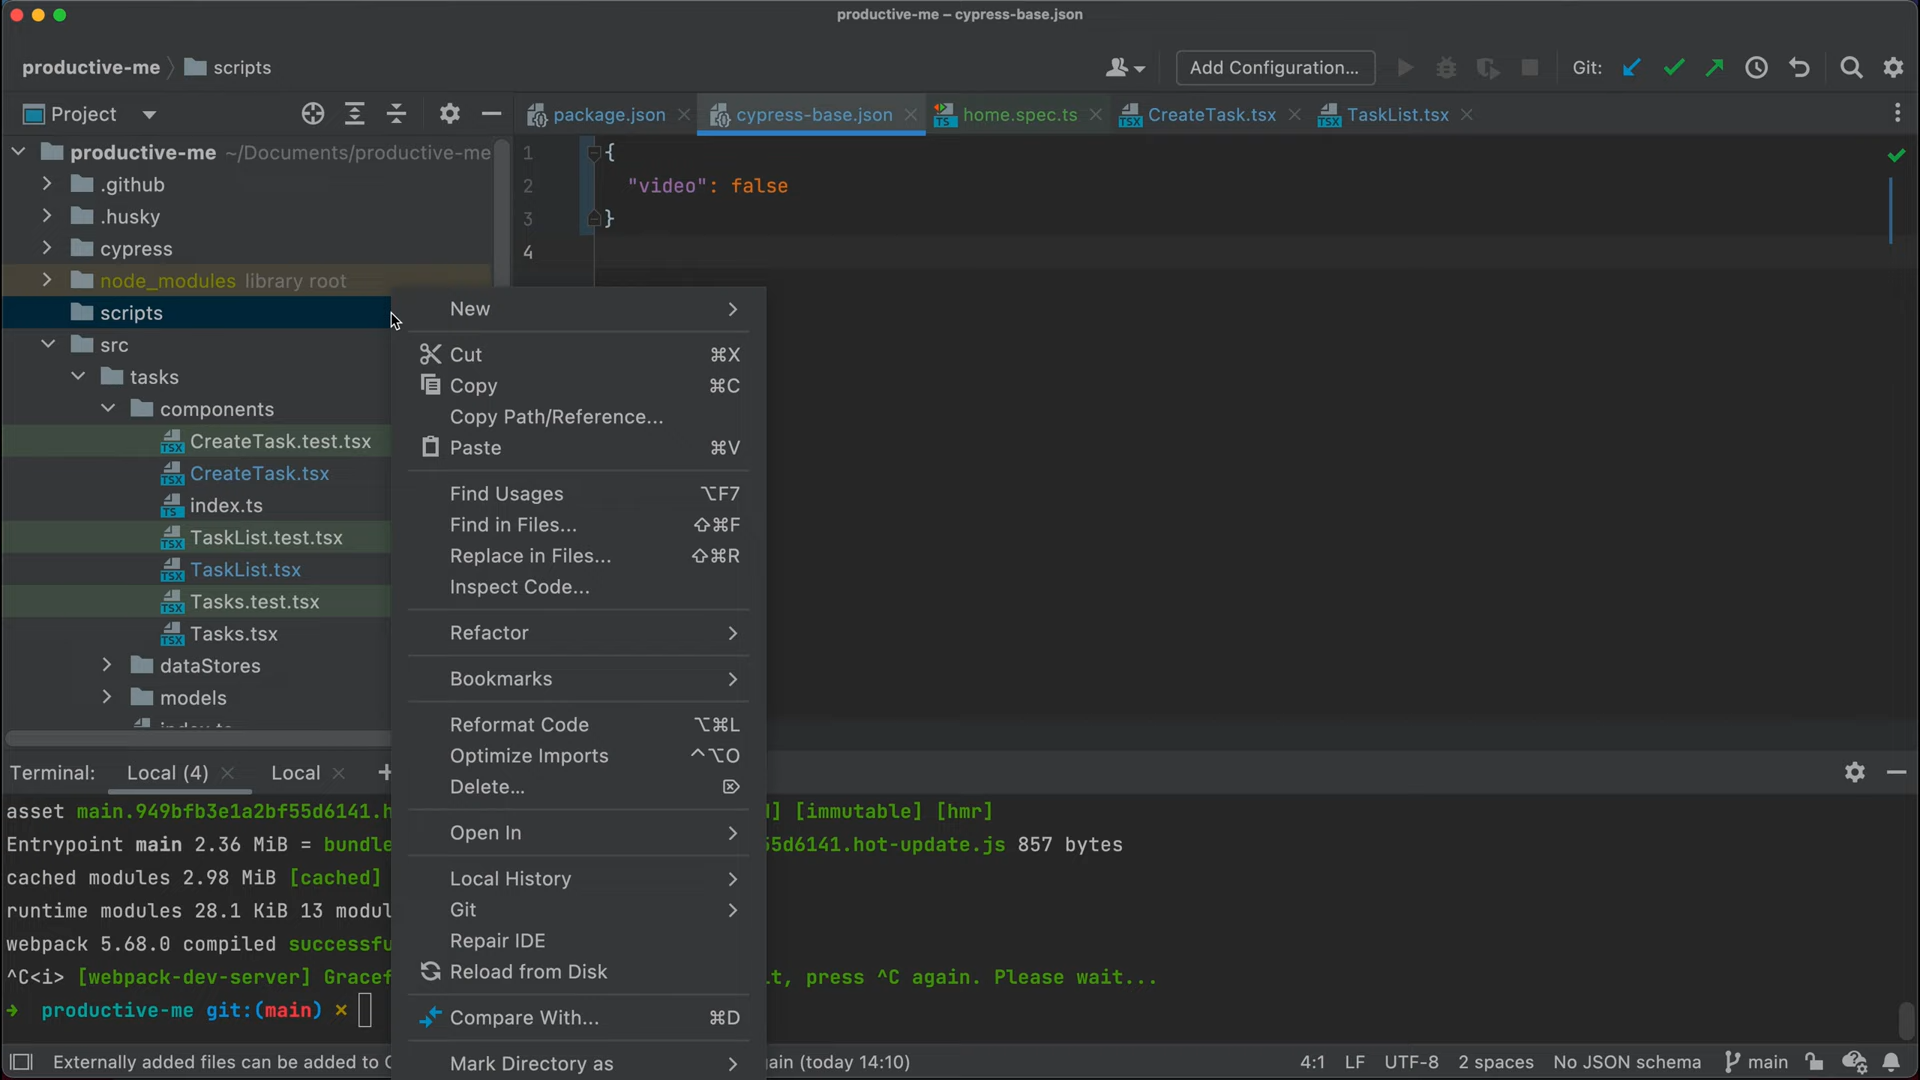 productive-me – cypress-base.json
productive-me
scripts
Add Configuration...
Git:
Project
package.json
cypress-base.json
home.spec.ts
CreateTask.tsx
TaskList.tsx
productive-me ~/Documents/productive-me
.github
.husky
cypress
node_modules library root
scripts
src
tasks
components
CreateTask.test.tsx
CreateTask.tsx
index.ts
TaskList.test.tsx
TaskList.tsx
Tasks.test.tsx
Tasks.tsx
dataStores
models
1 {
2 "video": false
3 }
4
New
Cut ⌘X
Copy ⌘C
Copy Path/Reference...
Paste ⌘V
Find Usages ⌥F7
Find in Files... ⇧⌘F
Replace in Files... ⇧⌘R
Inspect Code...
Refactor
Bookmarks
Reformat Code ⌥⌘L
Optimize Imports ^⌥O
Delete... ⌦
Open In
Local History
Git
Repair IDE
Reload from Disk
Compare With... ⌘D
Mark Directory as
Terminal: Local (4) Local +
asset main.949bfb3e1a2bf55d6141.h [immutable] [hmr]
Entrypoint main 2.36 MiB = bundle 55d6141.hot-update.js 857 bytes
cached modules 2.98 MiB [cached]
runtime modules 28.1 KiB 13 modul
webpack 5.68.0 compiled successfu
^C<i> [webpack-dev-server] Gracef t, press ^C again. Please wait...
→ productive-me git:(main) ×
Externally added files can be added to ain (today 14:10)
4:1 LF UTF-8 2 spaces No JSON schema main